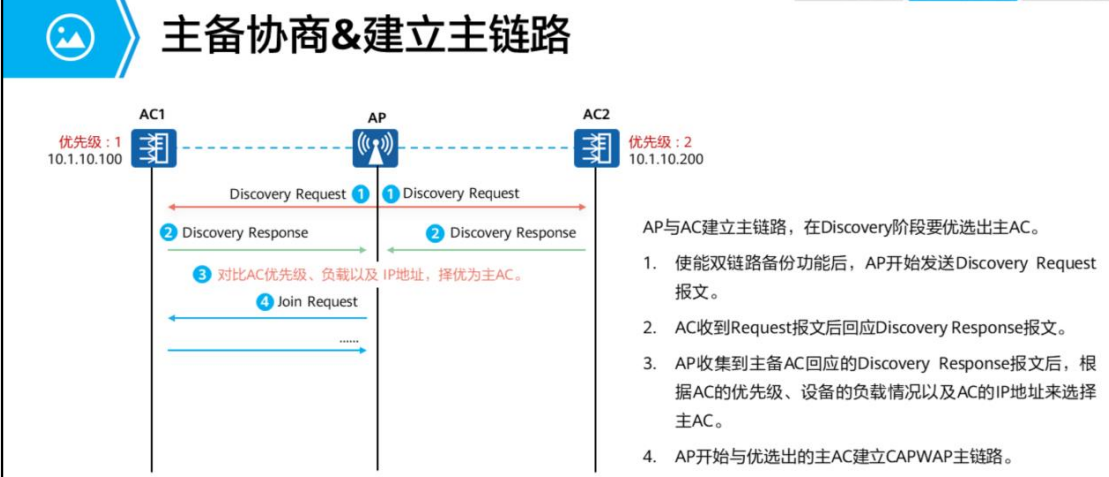 主备协商&建立主链路
AC1
AP
AC2
优先级：1
10.1.10.100
优先级：2
10.1.10.200
Discovery Request 1
1 Discovery Request
2 Discovery Response
2 Discovery Response
3 对比AC优先级、负载以及 IP地址，择优为主AC。
4 Join Request
......
AP与AC建立主链路，在Discovery阶段要优选出主AC。
1. 使能双链路备份功能后，AP开始发送Discovery Request
报文。
2. AC收到Request报文后回应Discovery Response报文。
3. AP收集到主备AC回应的Discovery Response报文后，根
据AC的优先级、设备的负载情况以及AC的IP地址来选择
主AC。
4. AP开始与优选出的主AC建立CAPWAP主链路。